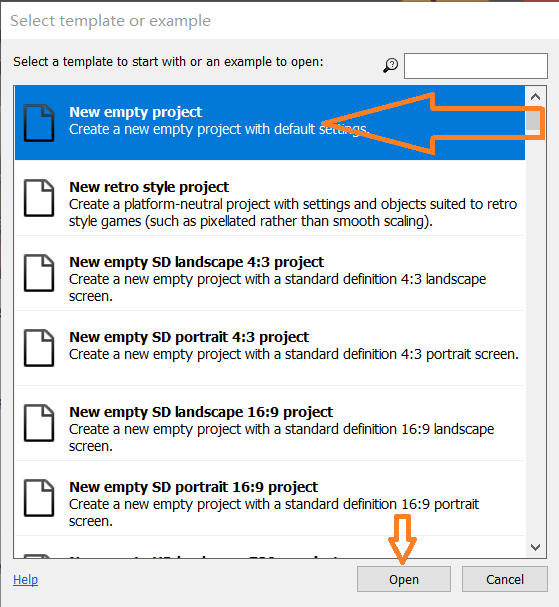 Select template or example
Select a template to start with or an example to open:
New empty project
Create a new empty project with default settings.
New retro style project
Create a platform-neutral project with settings and objects suited to retro
style games (such as pixellated rather than smooth scaling).
New empty SD landscape 4:3 project
Create a new empty project with a standard definition 4:3 landscape
screen.
New empty SD portrait 4:3 project
Create a new empty project with a standard definition 4:3 portrait screen.
New empty SD landscape 16:9 project
Create a new empty project with a standard definition 16:9 landscape
screen.
New empty SD portrait 16:9 project
Create a new empty project with a standard definition 16:9 portrait
screen.
Help
Open
Cancel